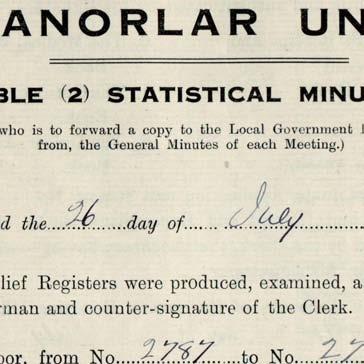 ANORLAR UN
BLE (2) STATISTICAL MINU
who is to forward a copy to the Local Government
from, the General Minutes of each Meeting.)
d the 26 day of July
lief Registers were produced, examined, a
rman and counter-signature of the Clerk.
oor, from No. 2787 to No. 27